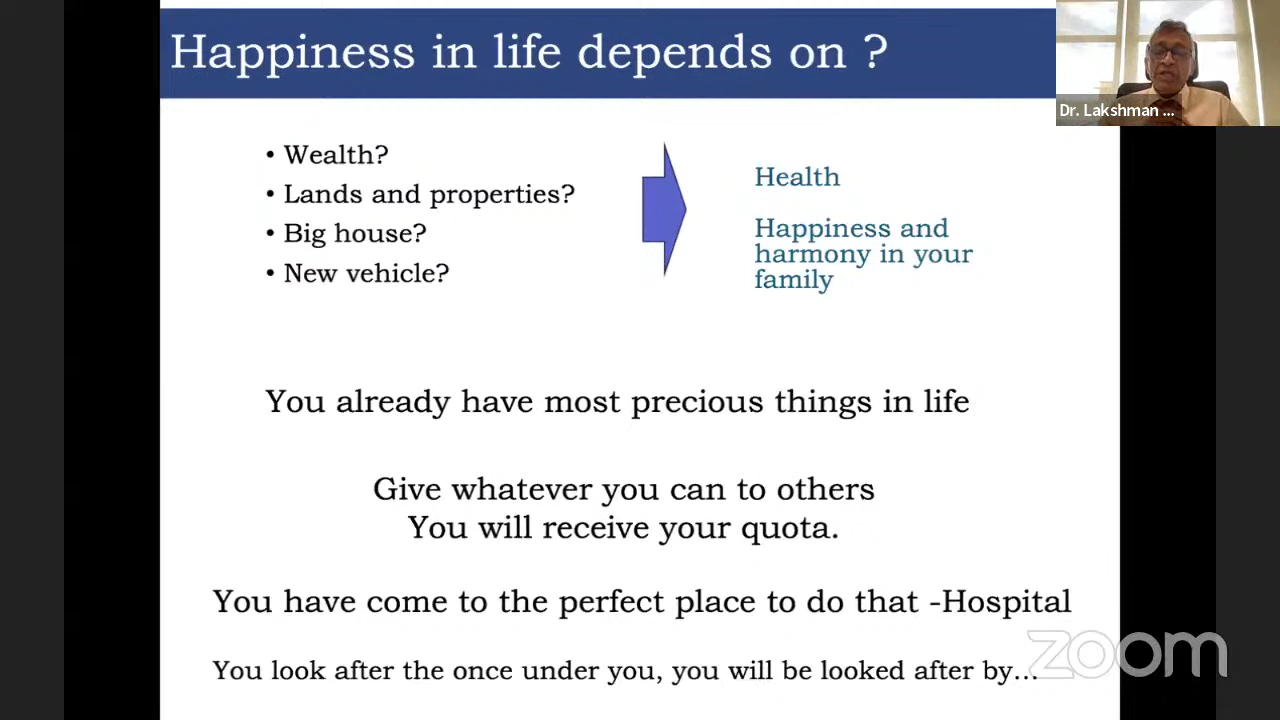 Happiness in life depends on ?
Dr. Lakshman ...
• Wealth?
• Lands and properties?
• Big house?
• New vehicle?
Health
Happiness and
harmony in your
family
You already have most precious things in life
Give whatever you can to others
You will receive your quota.
You have come to the perfect place to do that -Hospital
You look after the once under you, you will be looked after by...
zoom